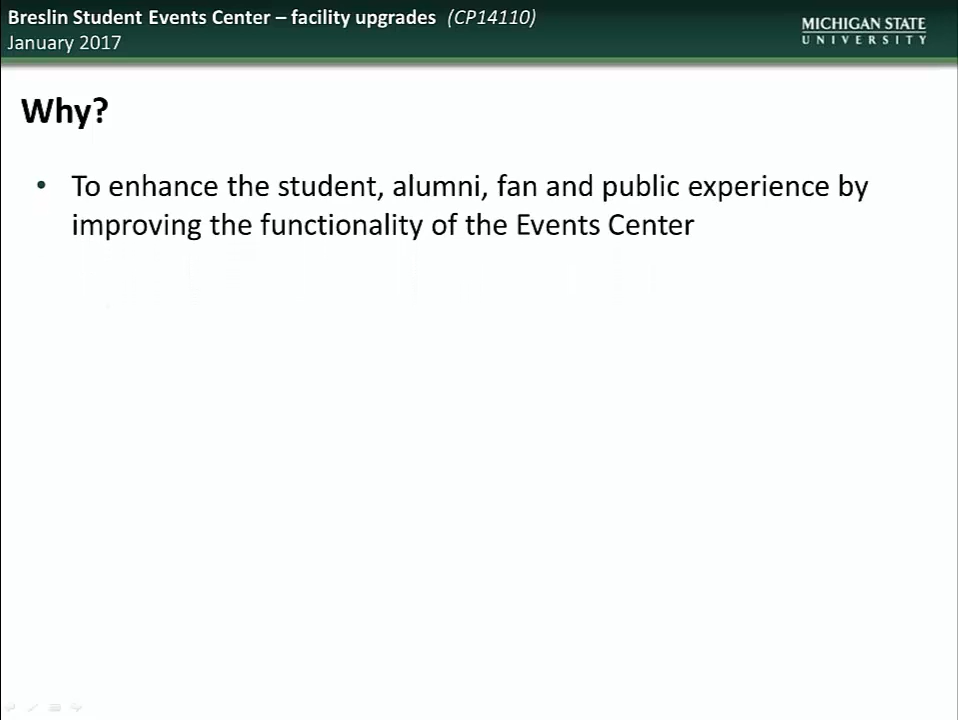 Breslin Student Events Center – facility upgrades (CP14110)
January 2017
MICHIGAN STATE
UNIVERSITY
Why?
• To enhance the student, alumni, fan and public experience by
improving the functionality of the Events Center